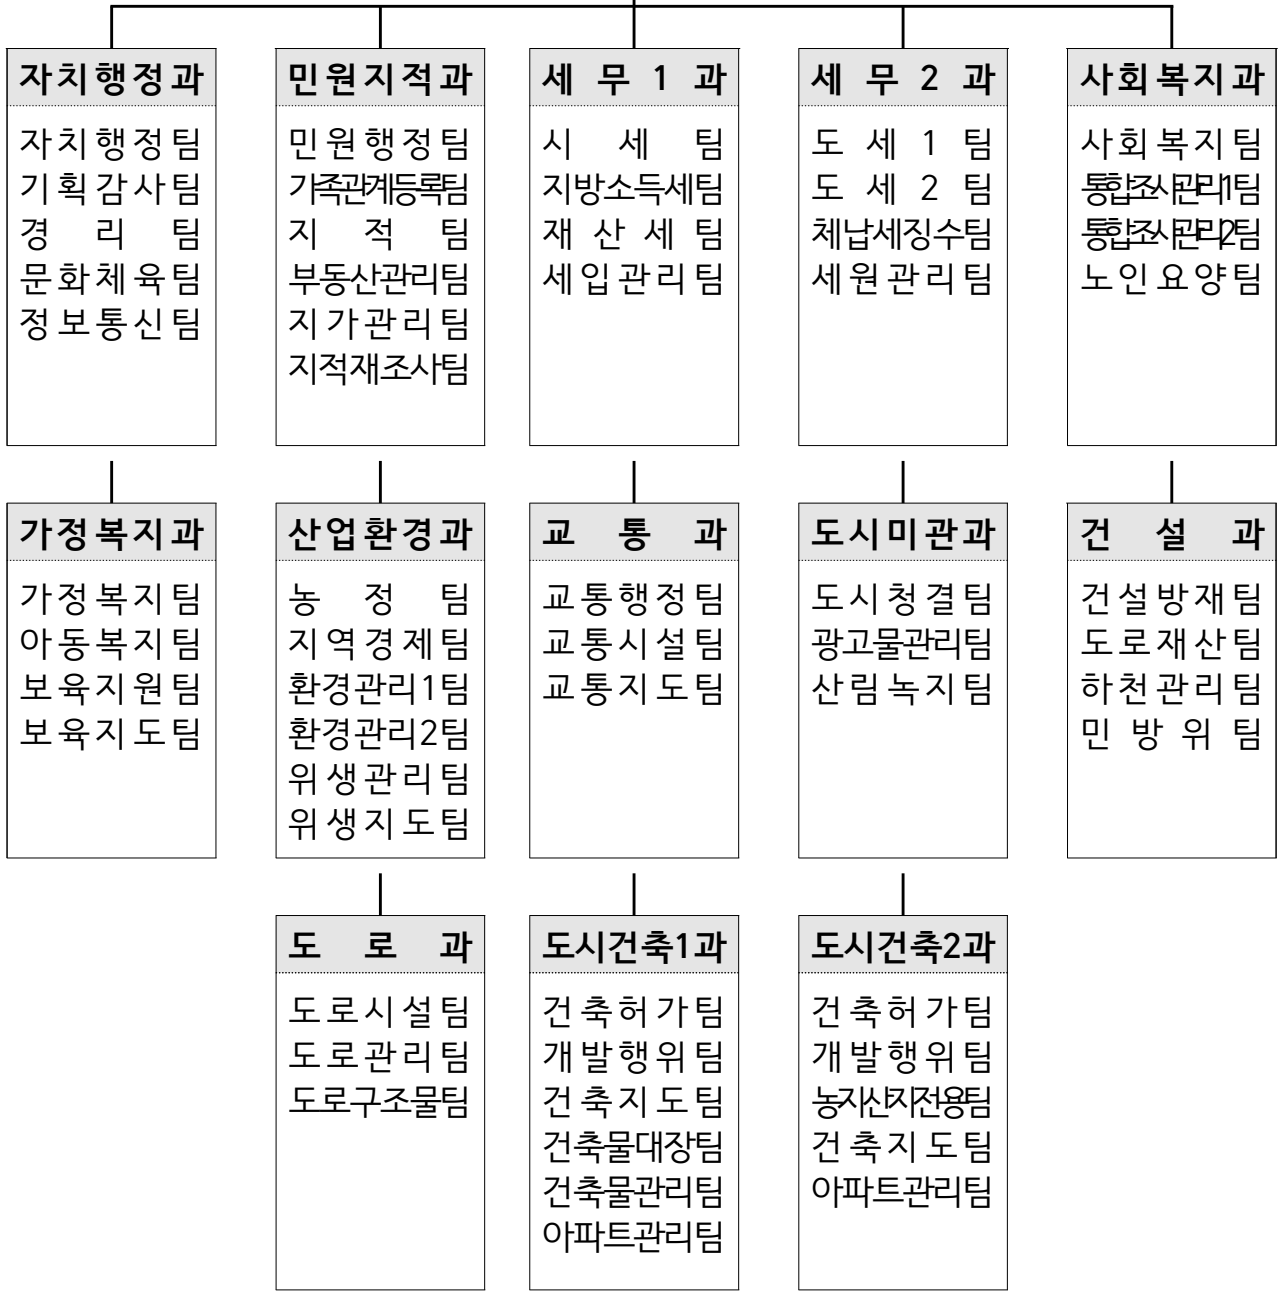 자치행정과
자치행정팀
기획감사팀
경리팀
문화체육팀
정보통신팀
민원지적과
민원행정팀
가족관계등록팀
지적팀
부동산관리팀
지가관리팀
지적재조사팀
세무1과
시세팀
지방소득세팀
재산세팀
세입관리팀
세무2과
도세1팀
도세2팀
체납세징수팀
세원관리팀
사회복지과
사회복지팀
통합조사관리1팀
통합조사관리2팀
노인요양팀
가정복지과
가정복지팀
아동복지팀
보육지원팀
보육지도팀
산업환경과
농정팀
지역경제팀
환경관리1팀
환경관리2팀
위생관리팀
위생지도팀
교통과
교통행정팀
교통시설팀
교통지도팀
도시미관과
도시청결팀
광고물관리팀
산림녹지팀
건설과
건설방재팀
도로재산팀
하천관리팀
민방위팀
도로과
도로시설팀
도로관리팀
도로구조물팀
도시건축1과
건축허가팀
개발행위팀
건축지도팀
건축물대장팀
건축물관리팀
아파트관리팀
도시건축2과
건축허가팀
개발행위팀
농지산지전용팀
건축지도팀
아파트관리팀